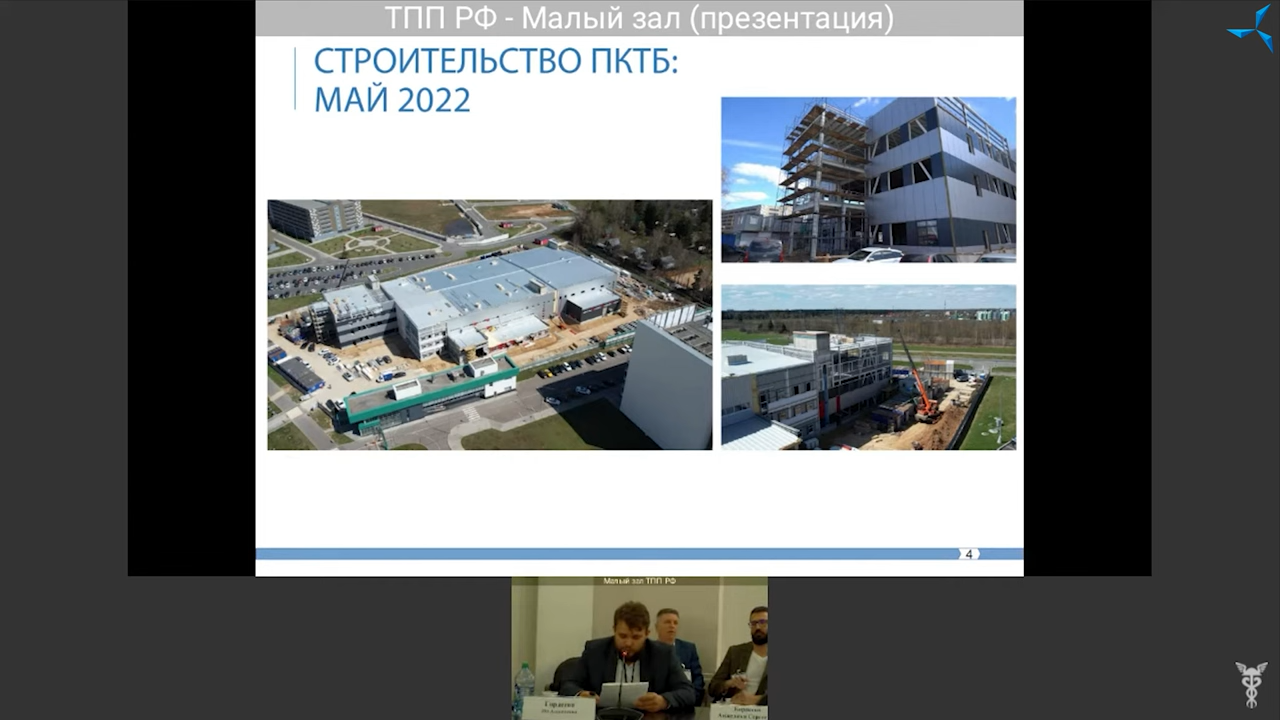 ТПП РФ - Малый зал (презентация)
СТРОИТЕЛЬСТВО ПКТБ:
МАЙ 2022
4
Малый зал ТПП РФ